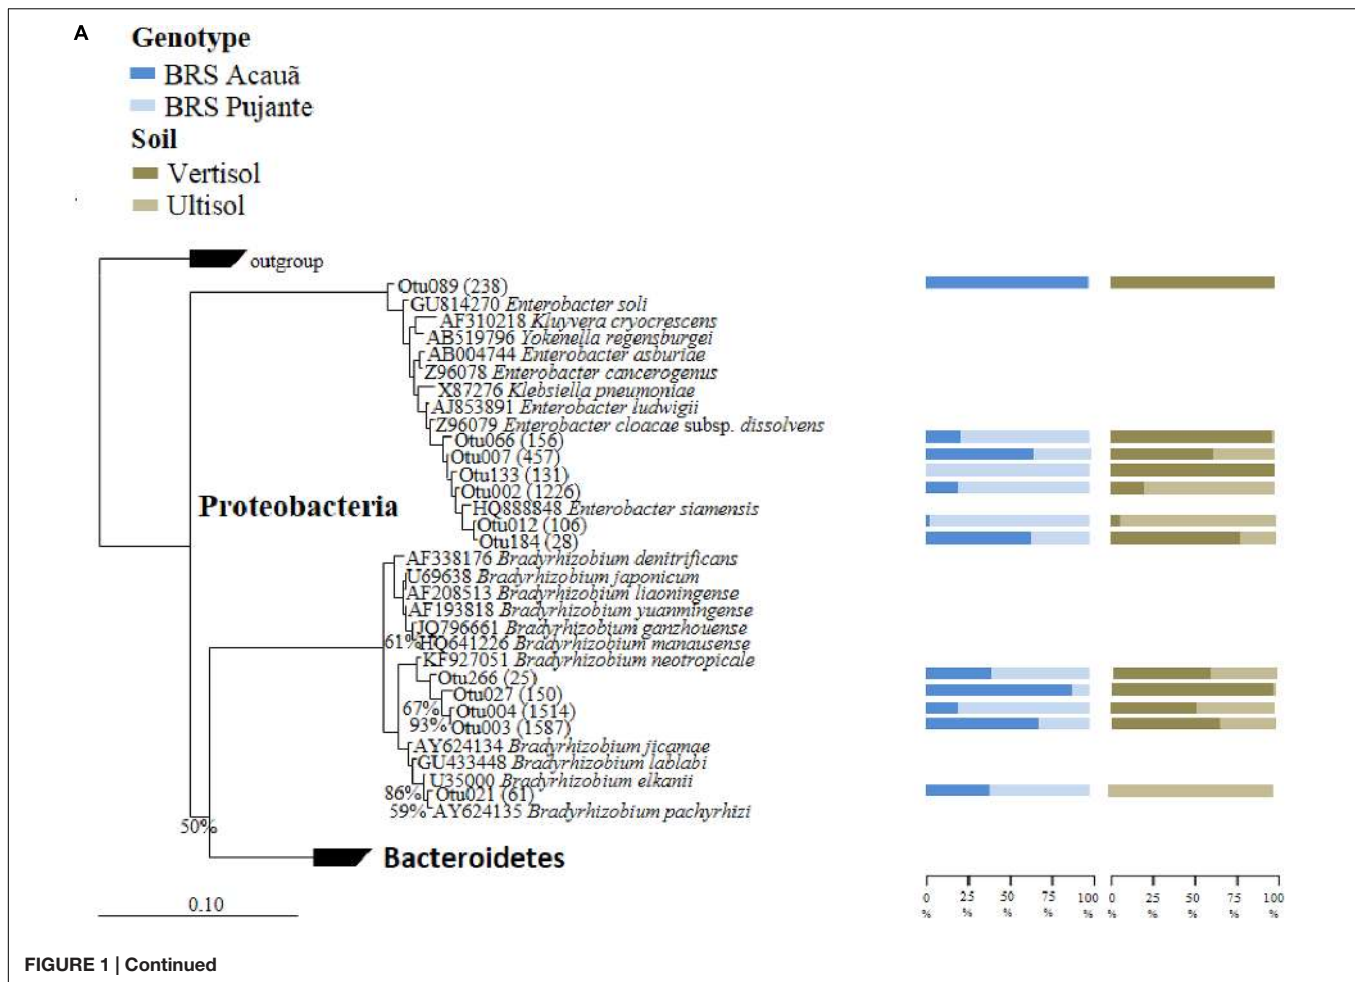 A
Genotype
BRS Acauã
BRS Pujante
Soil
Vertisol
Ultisol
outgroup
Otu089 (238)
GU814270 Enterobacter soli
AF310218 Kluyvera cryocrescens
AB519796 Yokenella regensburgei
AB004744 Enterobacter asburiae
Z96078 Enterobacter cancerogenus
X87276 Klebsiella pneumoniae
AJ853891 Enterobacter ludwigii
Z96079 Enterobacter cloacae subsp. dissolvens
Otu066 (156)
Otu007 (457)
Otu133 (131)
Otu002 (1226)
Proteobacteria
HQ888848 Enterobacter siamensis
Otu012 (106)
Otu184 (28)
AF338176 Bradyrhizobium denitrificans
U69638 Bradyrhizobium japonicum
AF208513 Bradyrhizobium liaoningense
AF193818 Bradyrhizobium yuanmingense
JQ796661 Bradyrhizobium ganzhouense
61% HQ641226 Bradyrhizobium manausense
KF927051 Bradyrhizobium neotropicale
Otu266 (25)
Otu027 (150)
67% Otu004 (1514)
93% Otu003 (1587)
AY624134 Bradyrhizobium jicamae
GU433448 Bradyrhizobium lablabi
U35000 Bradyrhizobium elkanii
86% Otu021 (61)
59% AY624135 Bradyrhizobium pachyrhizi
50%
Bacteroidetes
0 25 50 75 100 0 25 50 75 100
% % % % % % % % % %
0.10
FIGURE 1 | Continued